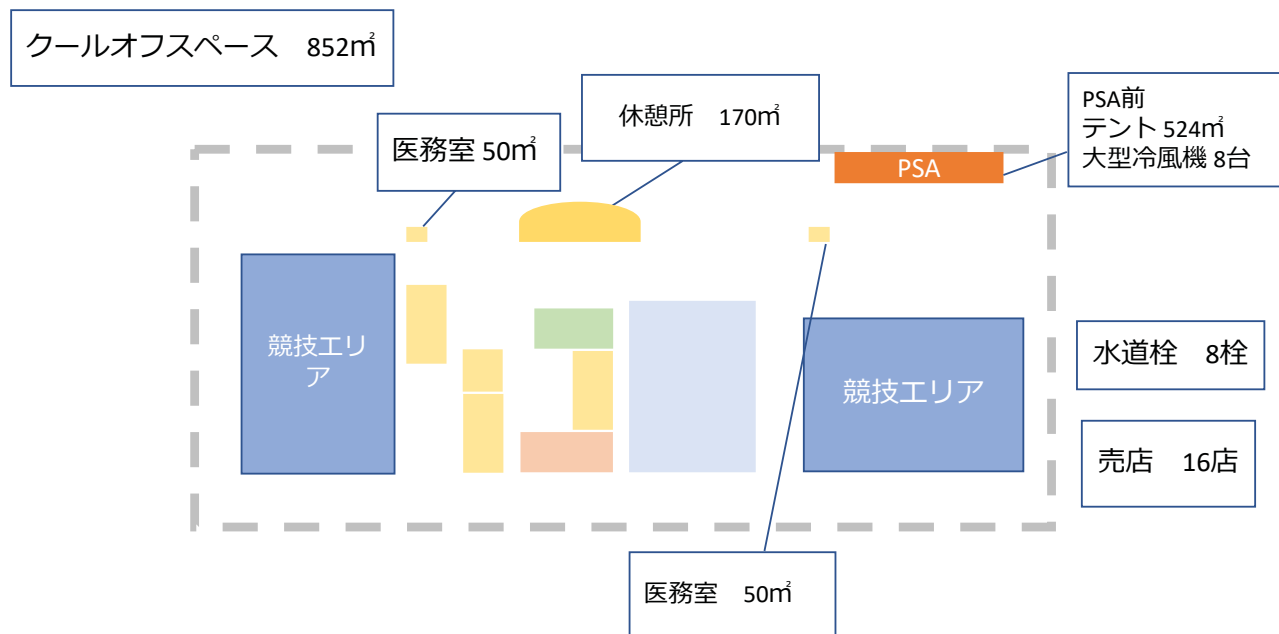 クールオフスペース　852㎡
休憩所　170㎡
PSA前
テント 524㎡
大型冷風機 8台
医務室 50㎡
PSA
競技エリ
ア
競技エリア
水道栓　8栓
売店　16店
医務室　50㎡